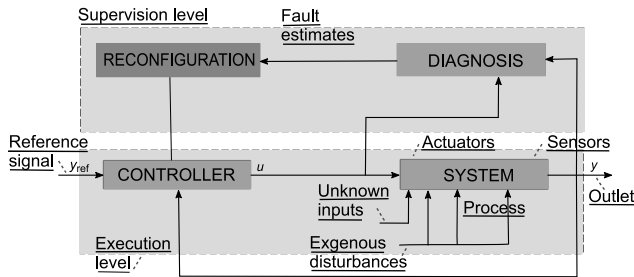 Supervision level
Fault
estimates
RECONFIGURATION
DIAGNOSIS
Reference
signal
y_ref
CONTROLLER
u
Actuators
Sensors
SYSTEM
y
Outlet
Unknown
inputs
Process
Execution
level
Exgenous
disturbances